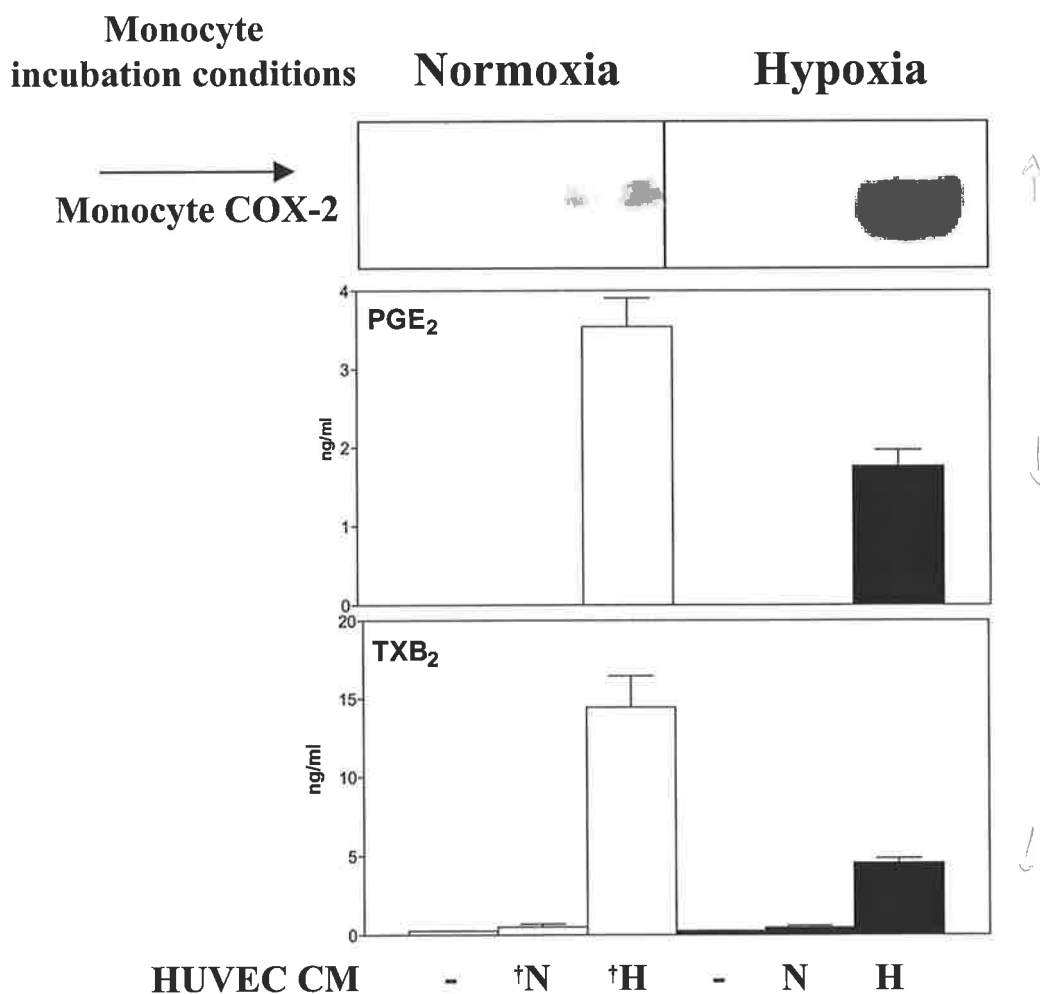 Monocyte
incubation conditions
Normoxia
Hypoxia
Monocyte COX-2
PGE₂
4
3
2
1
0
ng/ml
TXB₂
20
15
10
5
0
ng/ml
HUVEC CM - †N †H - N H